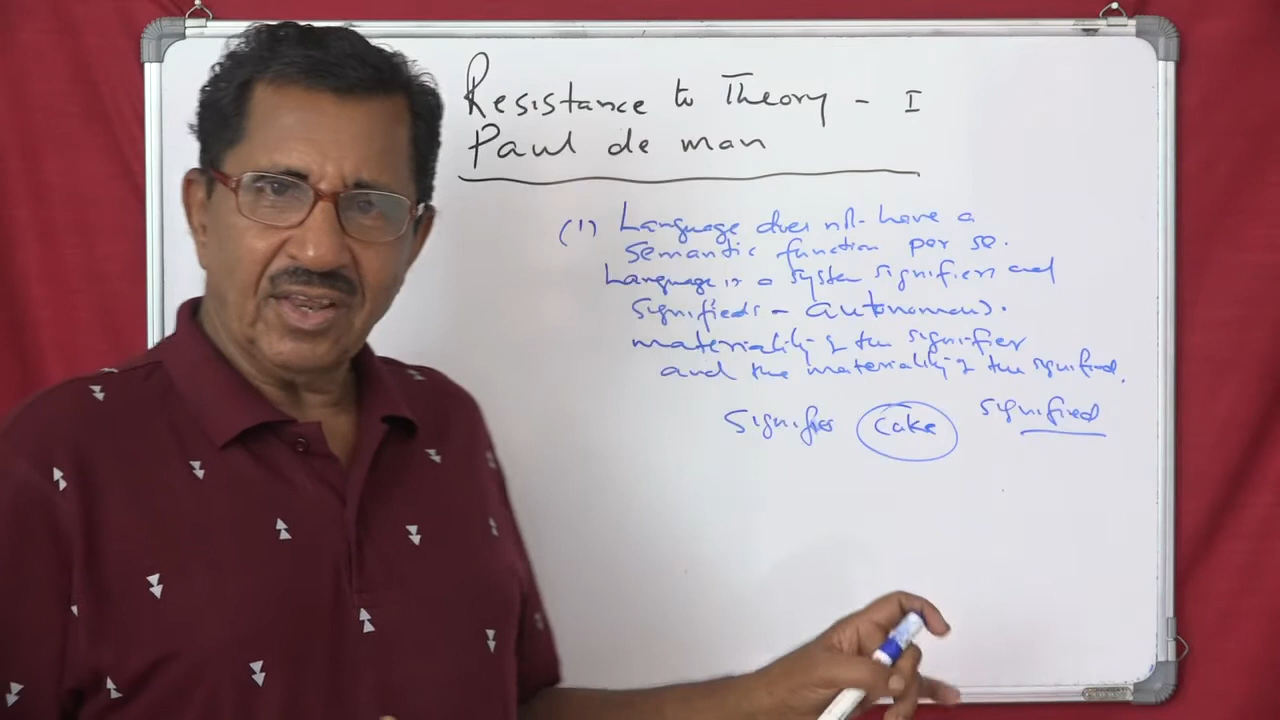 Resistance to Theory - I
Paul de man
(1) Language does not have a
semantic function per se.
Language is a system signifiers and
signifieds - autonomous.
materiality of the signifier
and the materiality of the signified.
Signifier cake signified